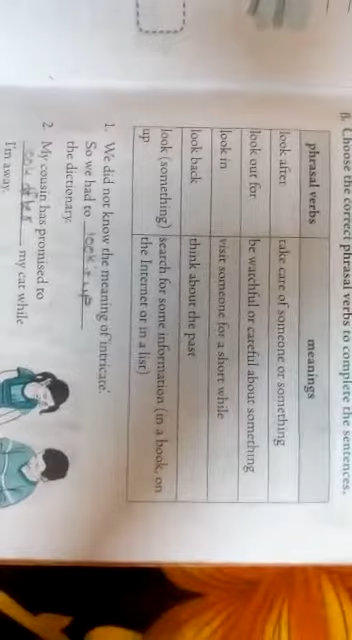 B. Choose the correct phrasal verbs to complete the sentences.
phrasal verbs meanings
look after take care of someone or something
look out for be watchful or careful about something
look in visit someone for a short while
look back think about the past
look (something) up search for some information (in a book, on the Internet or in a list)
1. We did not know the meaning of 'intricate'.
So we had to look it up
the dictionary.
2. My cousin has promised to
look after my cat while
I'm away.